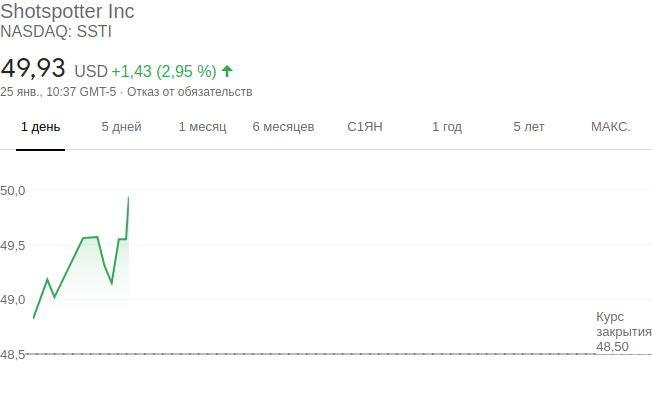 Shotspotter Inc
NASDAQ: SSTI
49,93 USD +1,43 (2,95 %)
25 янв., 10:37 GMT-5 · Отказ от обязательств
1 день 5 дней 1 месяц 6 месяцев С1ЯН 1 год 5 лет МАКС.
50,0
49,5
49,0
Курс
закрытия
48,50
48,5